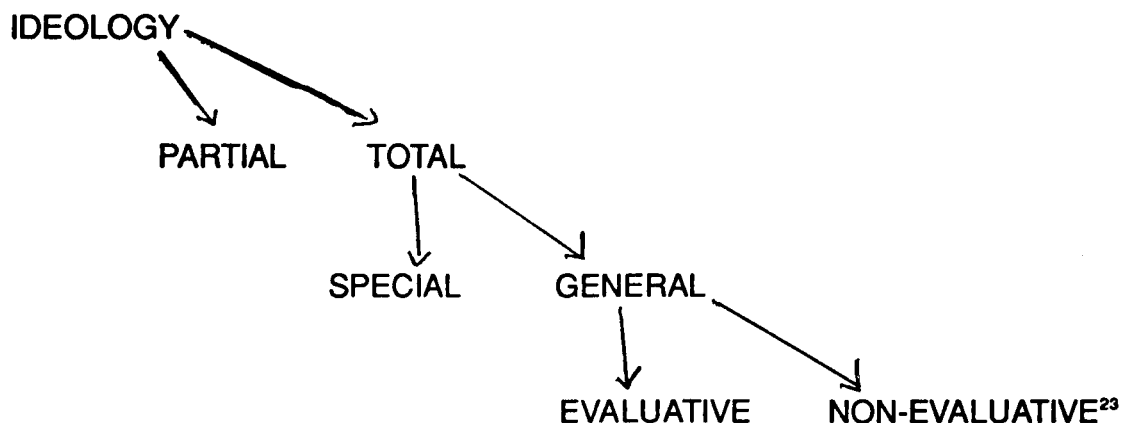 IDEOLOGY
PARTIAL TOTAL
SPECIAL GENERAL
EVALUATIVE NON-EVALUATIVE²³